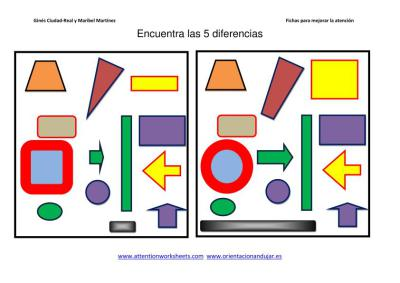 Ginés Ciudad-Real y Maribel Martínez Fichas para mejorar la atención
Encuentra las 5 diferencias
www.attentionworksheets.com www.orientacionandujar.es